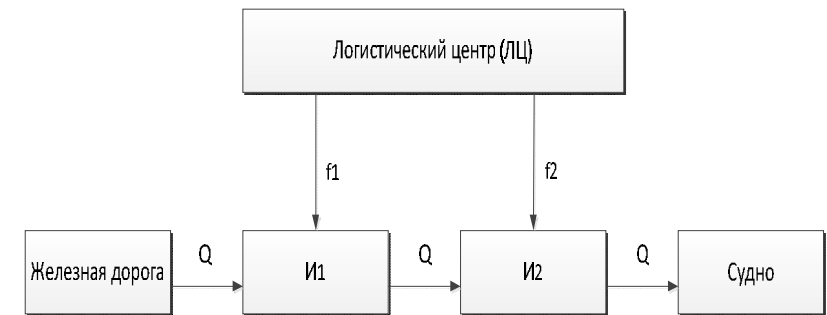 Логистический центр (ЛЦ)
f1
f2
Железная дорога
Q
И1
Q
И2
Q
Судно